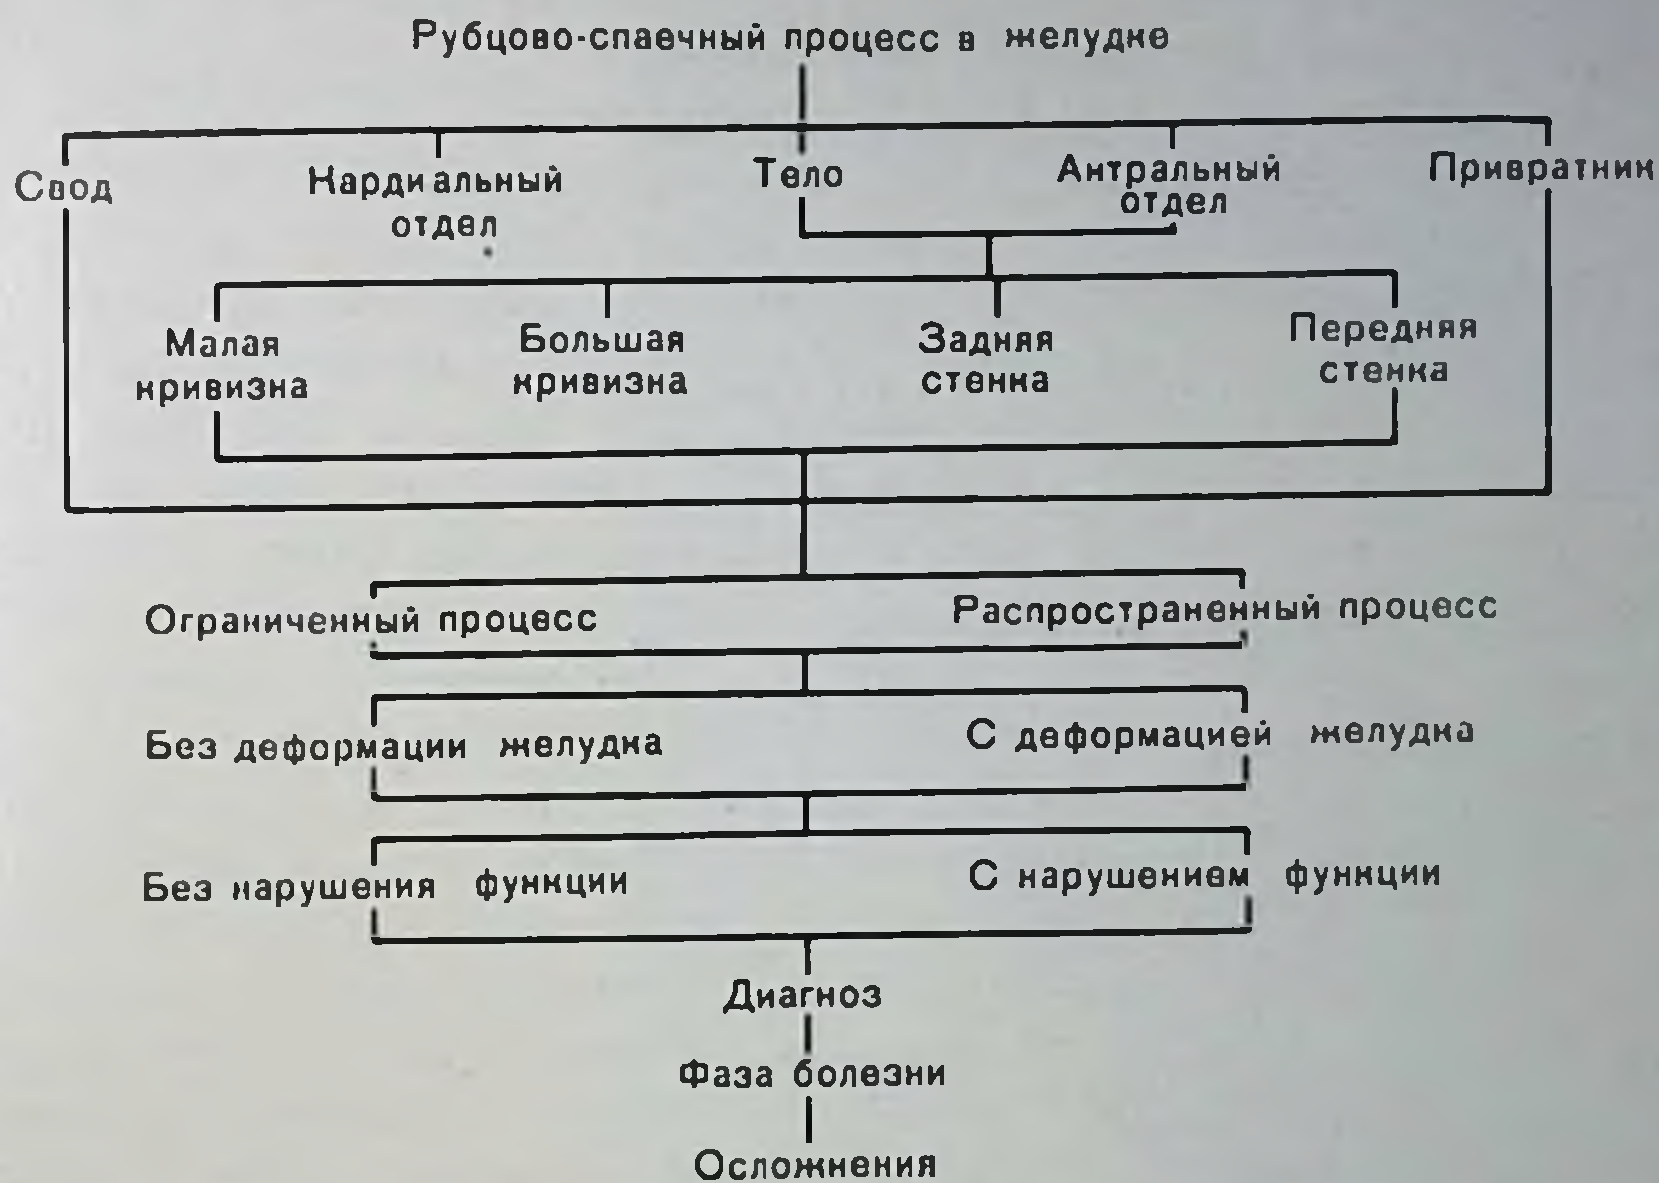 Рубцово-спаечный процесс в желудке
Свод
Кардиальный
отдел
Тело
Антральный
отдел
Привратник
Малая
кривизна
Большая
кривизна
Задняя
стенка
Передняя
стенка
Ограниченный процесс
Распространенный процесс
Без деформации желудка
С деформацией желудка
Без нарушения функции
С нарушением функции
Диагноз
Фаза болезни
Осложнения